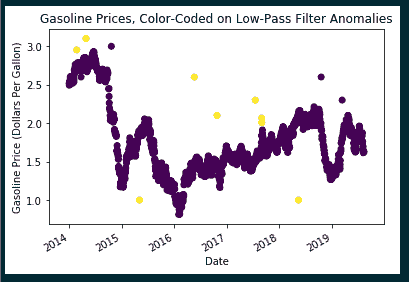 Gasoline Prices, Color-Coded on Low-Pass Filter Anomalies
Gasoline Price (Dollars Per Gallon)
3.0
2.5
2.0
1.5
1.0
2014 2015 2016 2017 2018 2019
Date